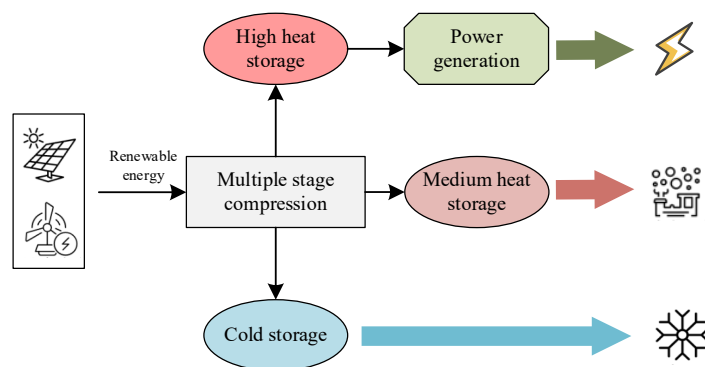 High heat
storage
Power
generation
Renewable
energy
Multiple stage
compression
Medium heat
storage
Cold storage